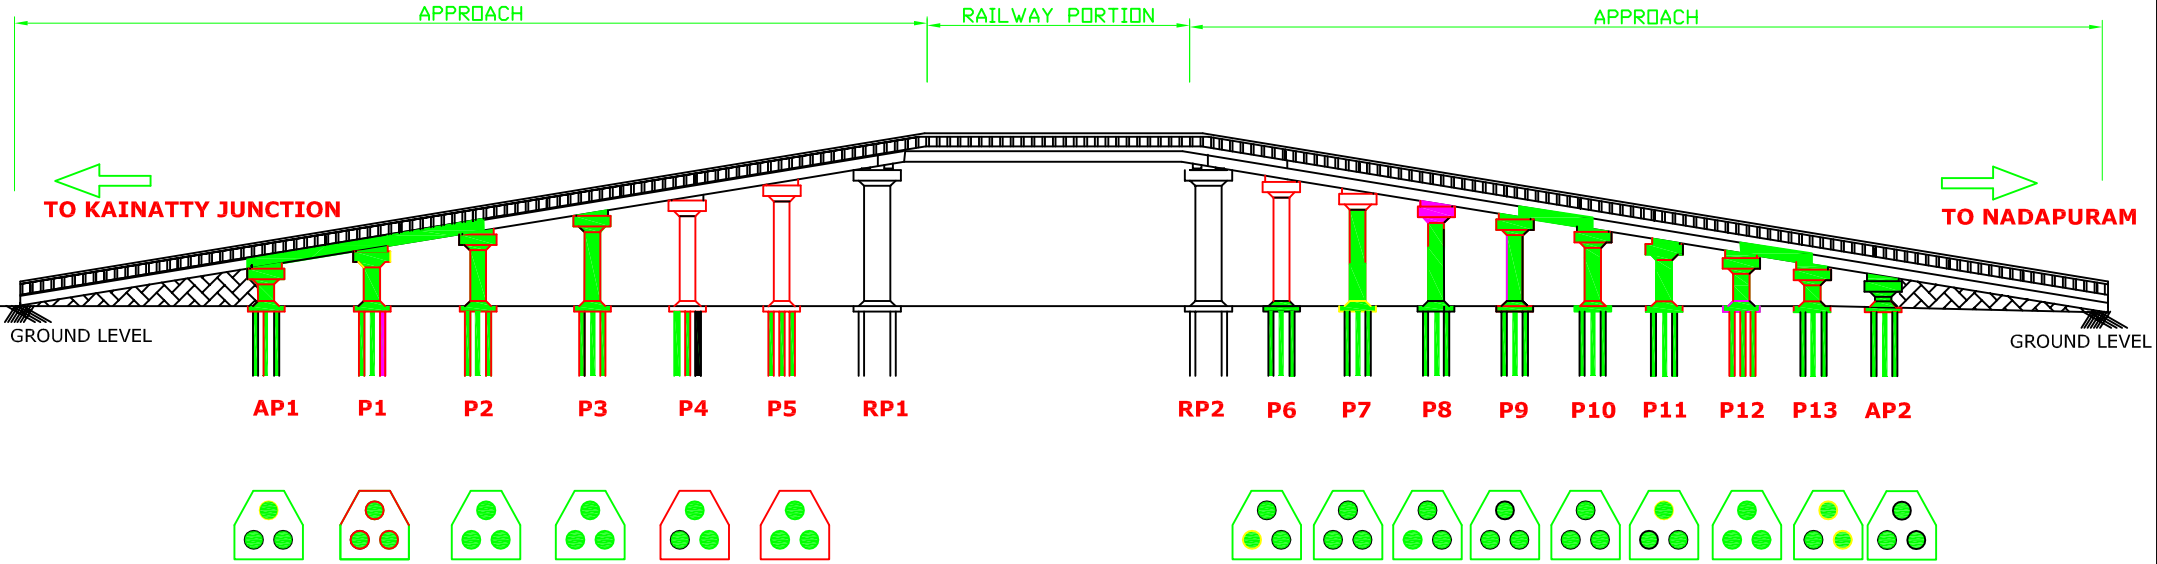 APPROACH
RAILWAY PORTION
APPROACH
TO KAINATTY JUNCTION
TO NADAPURAM
GROUND LEVEL
GROUND LEVEL
AP1 P1 P2 P3 P4 P5 RP1 RP2 P6 P7 P8 P9 P10 P11 P12 P13 AP2